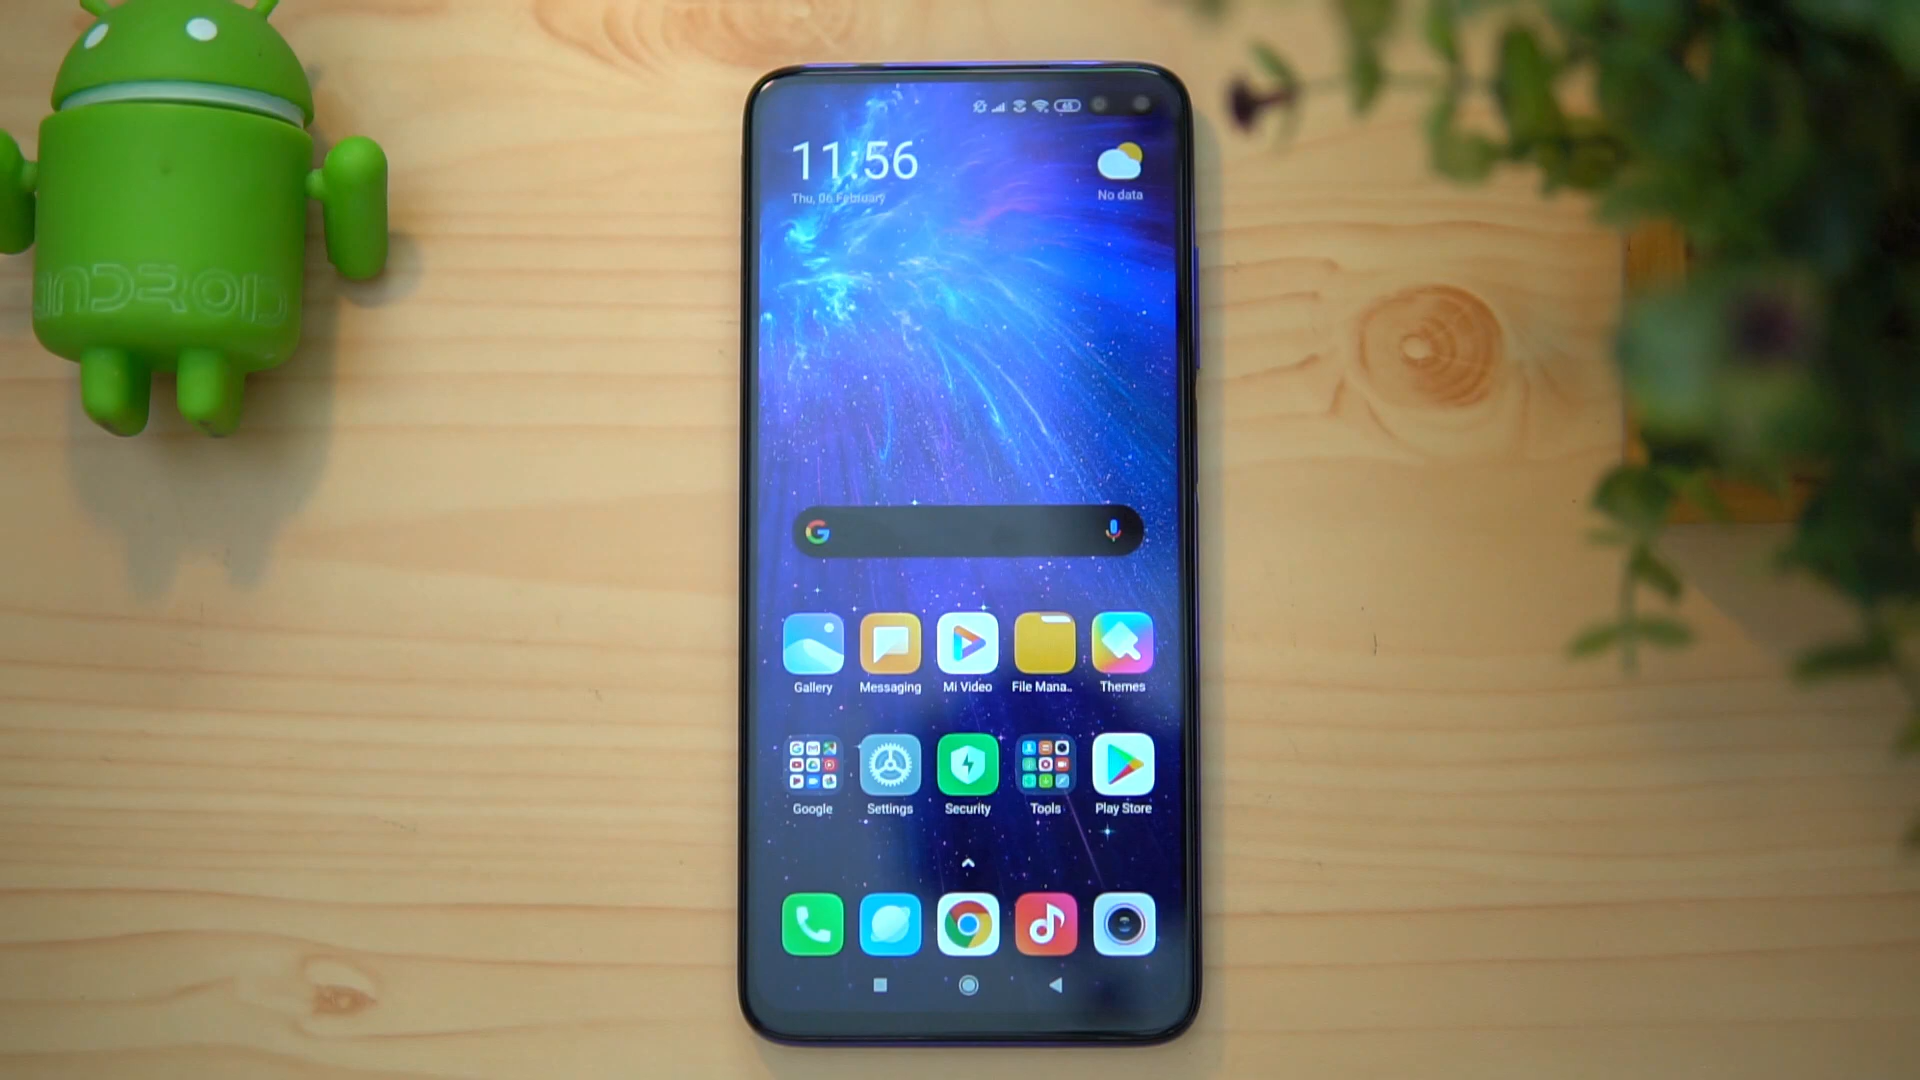 ANDROID
65
11:56
Thu, 06 February
No data
Gallery
Messaging
Mi Video
File Mana..
Themes
Google
Settings
Security
Tools
Play Store